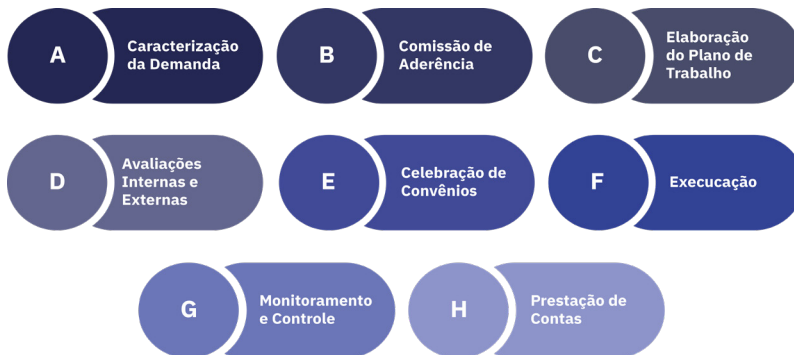 A
Caracterização
da Demanda
B
Comissão de
Aderência
C
Elaboração
do Plano de
Trabalho
D
Avaliações
Internas e
Externas
E
Celebração de
Convênios
F
Execucação
G
Monitoramento
e Controle
H
Prestação de
Contas